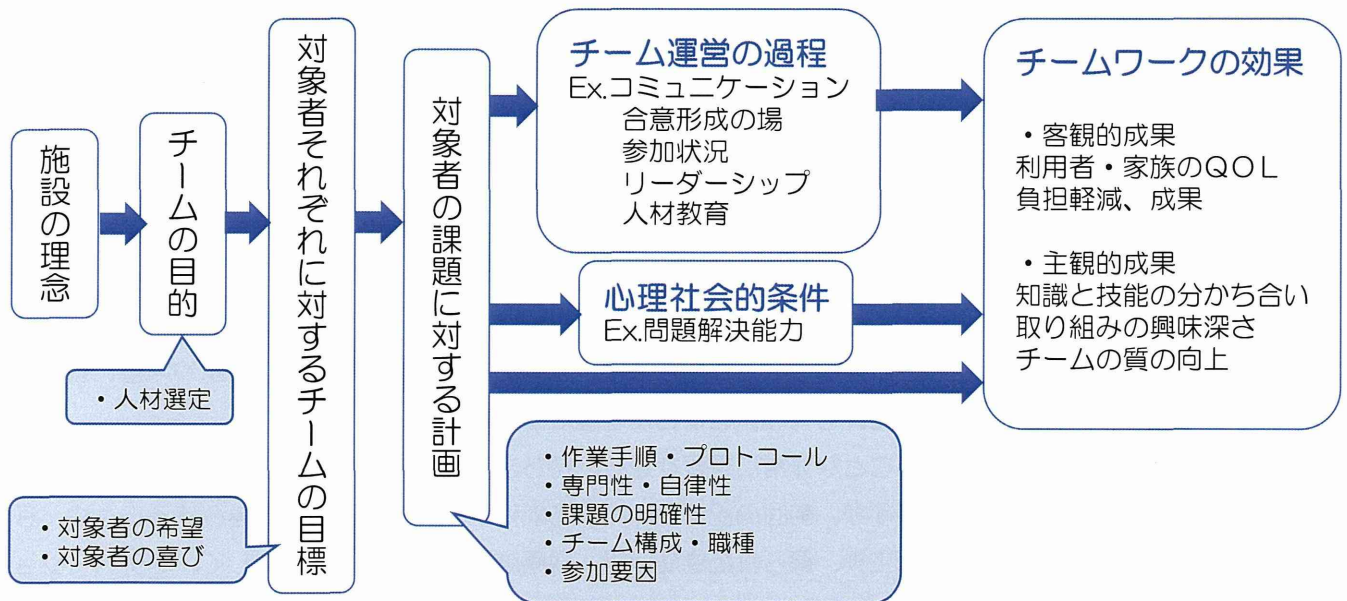 施設の理念
チームの目的
・人材選定
対象者それぞれに対するチームの目標
・対象者の希望
・対象者の喜び
対象者の課題に対する計画
・作業手順・プロトコール
・専門性・自律性
・課題の明確性
・チーム構成・職種
・参加要因
チーム運営の過程
Ex.コミュニケーション
合意形成の場
参加状況
リーダーシップ
人材教育
心理社会的条件
Ex.問題解決能力
チームワークの効果
・客観的成果
利用者・家族のQOL
負担軽減、成果
・主観的成果
知識と技能の分かち合い
取り組みの興味深さ
チームの質の向上